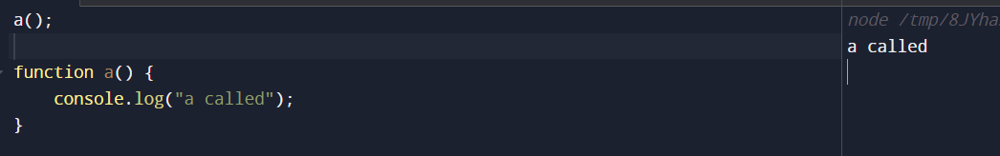 a();
function a() {
    console.log("a called");
}
node /tmp/8JYha
a called